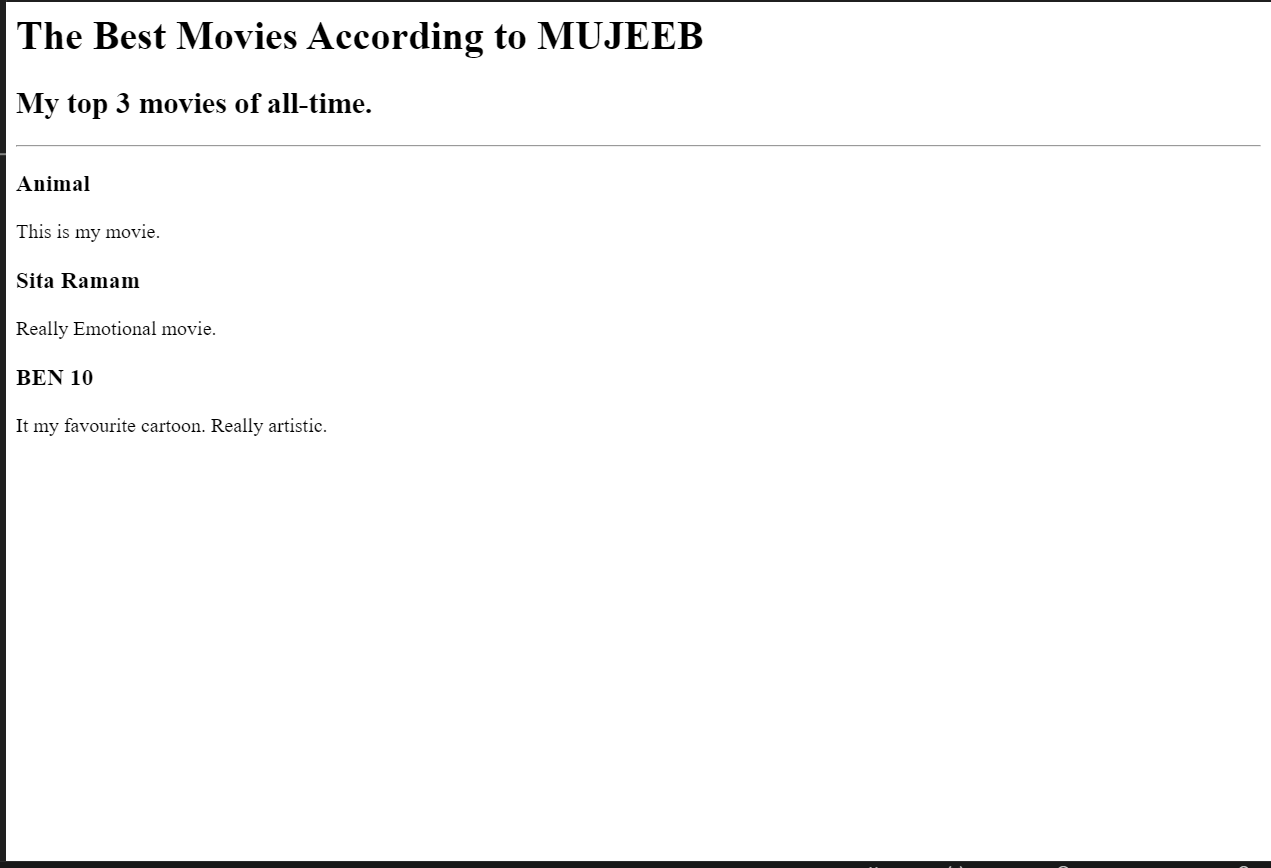 The Best Movies According to MUJEEB
My top 3 movies of all-time.
Animal
This is my movie.
Sita Ramam
Really Emotional movie.
BEN 10
It my favourite cartoon. Really artistic.